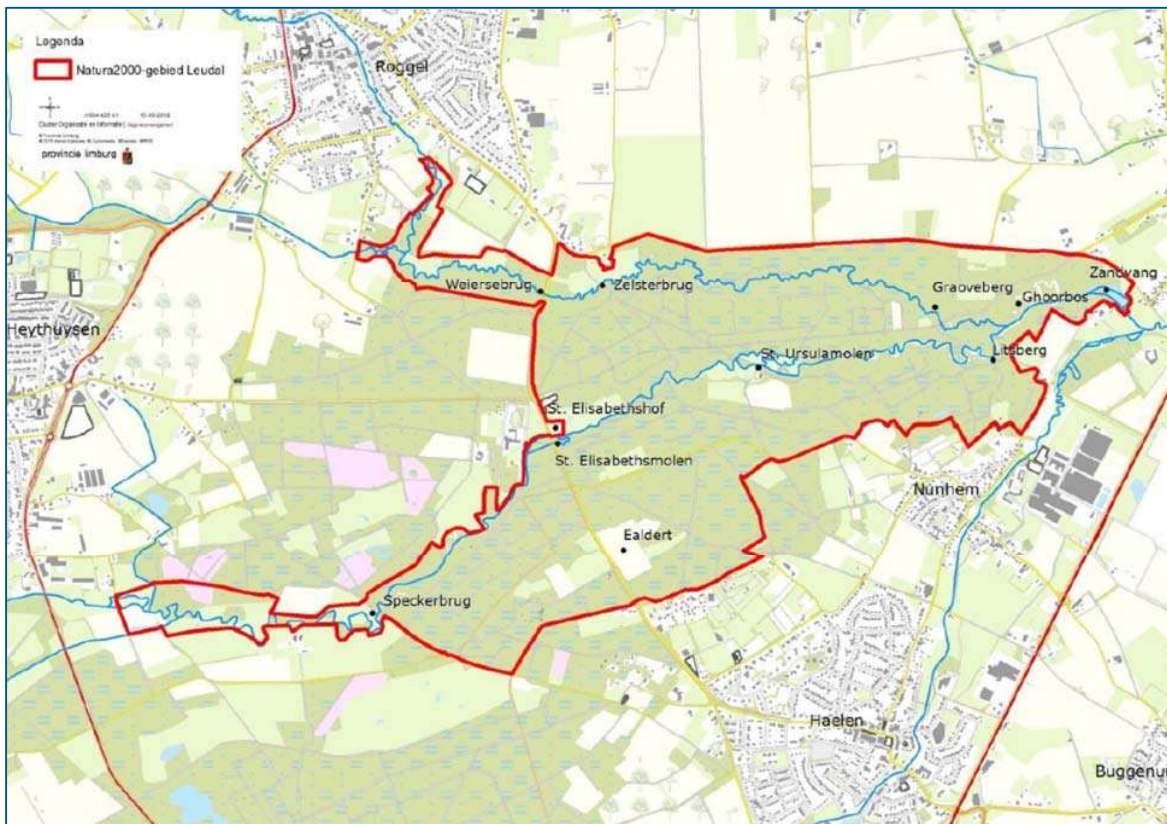 Legenda
Natura2000-gebied Leudal
provincie limburg
Roggel
Weiersebrug
Zelsterbrug
Graoveberg
Ghoorbos
Zandvang
Heythuysen
St. Ursulamolen
Litsberg
St. Elisabethshof
St. Elisabethsmolen
Nunhem
Ealdert
Speckerbrug
Haelen
Buggenu